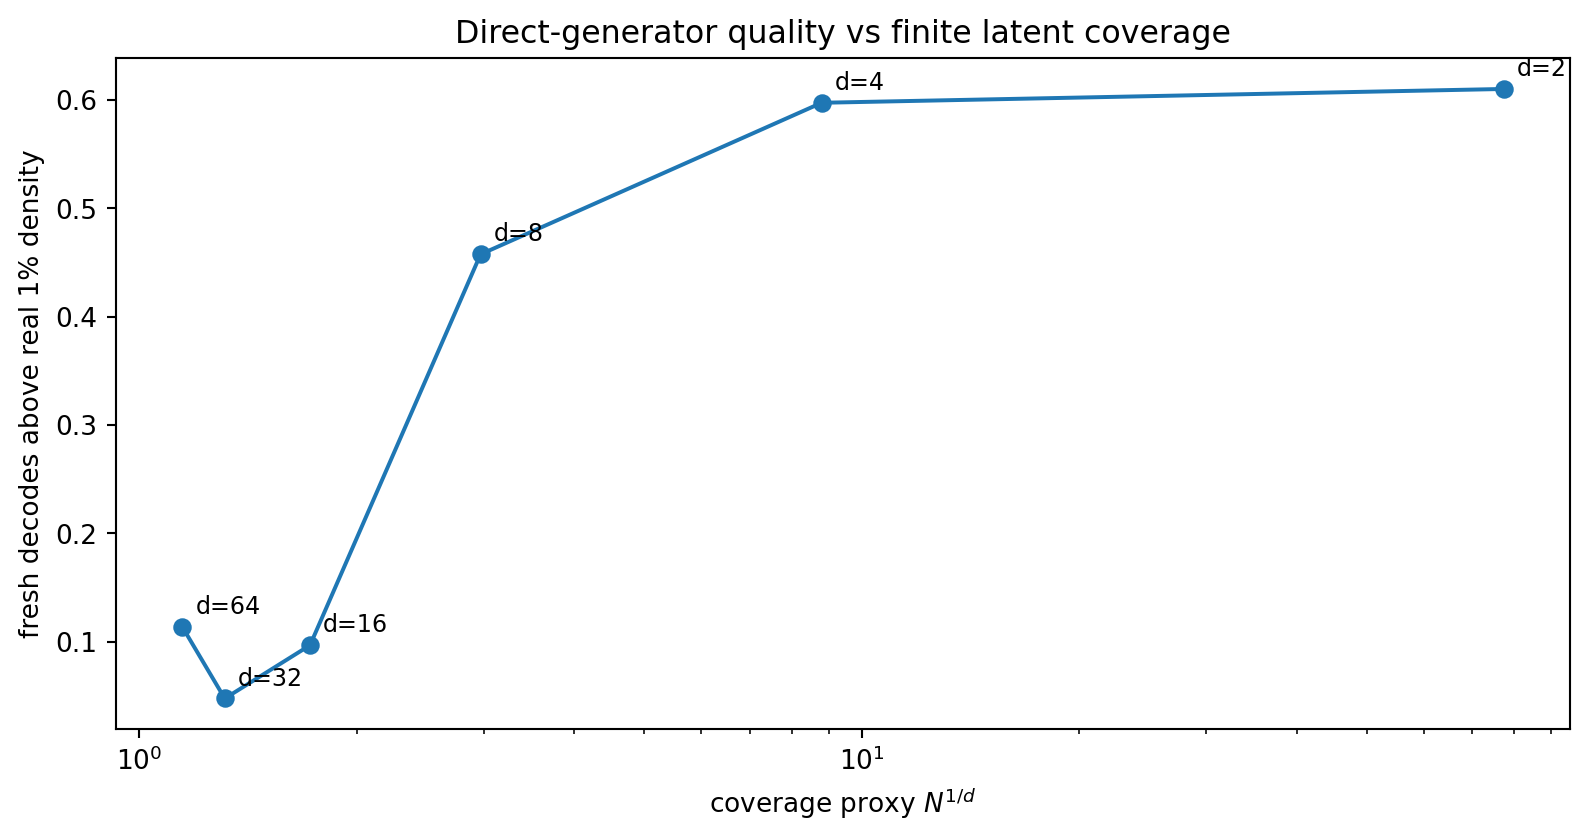 Direct-generator quality vs finite latent coverage
fresh decodes above real 1% density
0.6
0.5
0.4
0.3
0.2
0.1
d=64
d=32
d=16
d=8
d=4
d=2
10⁰
10¹
coverage proxy N^{1/d}